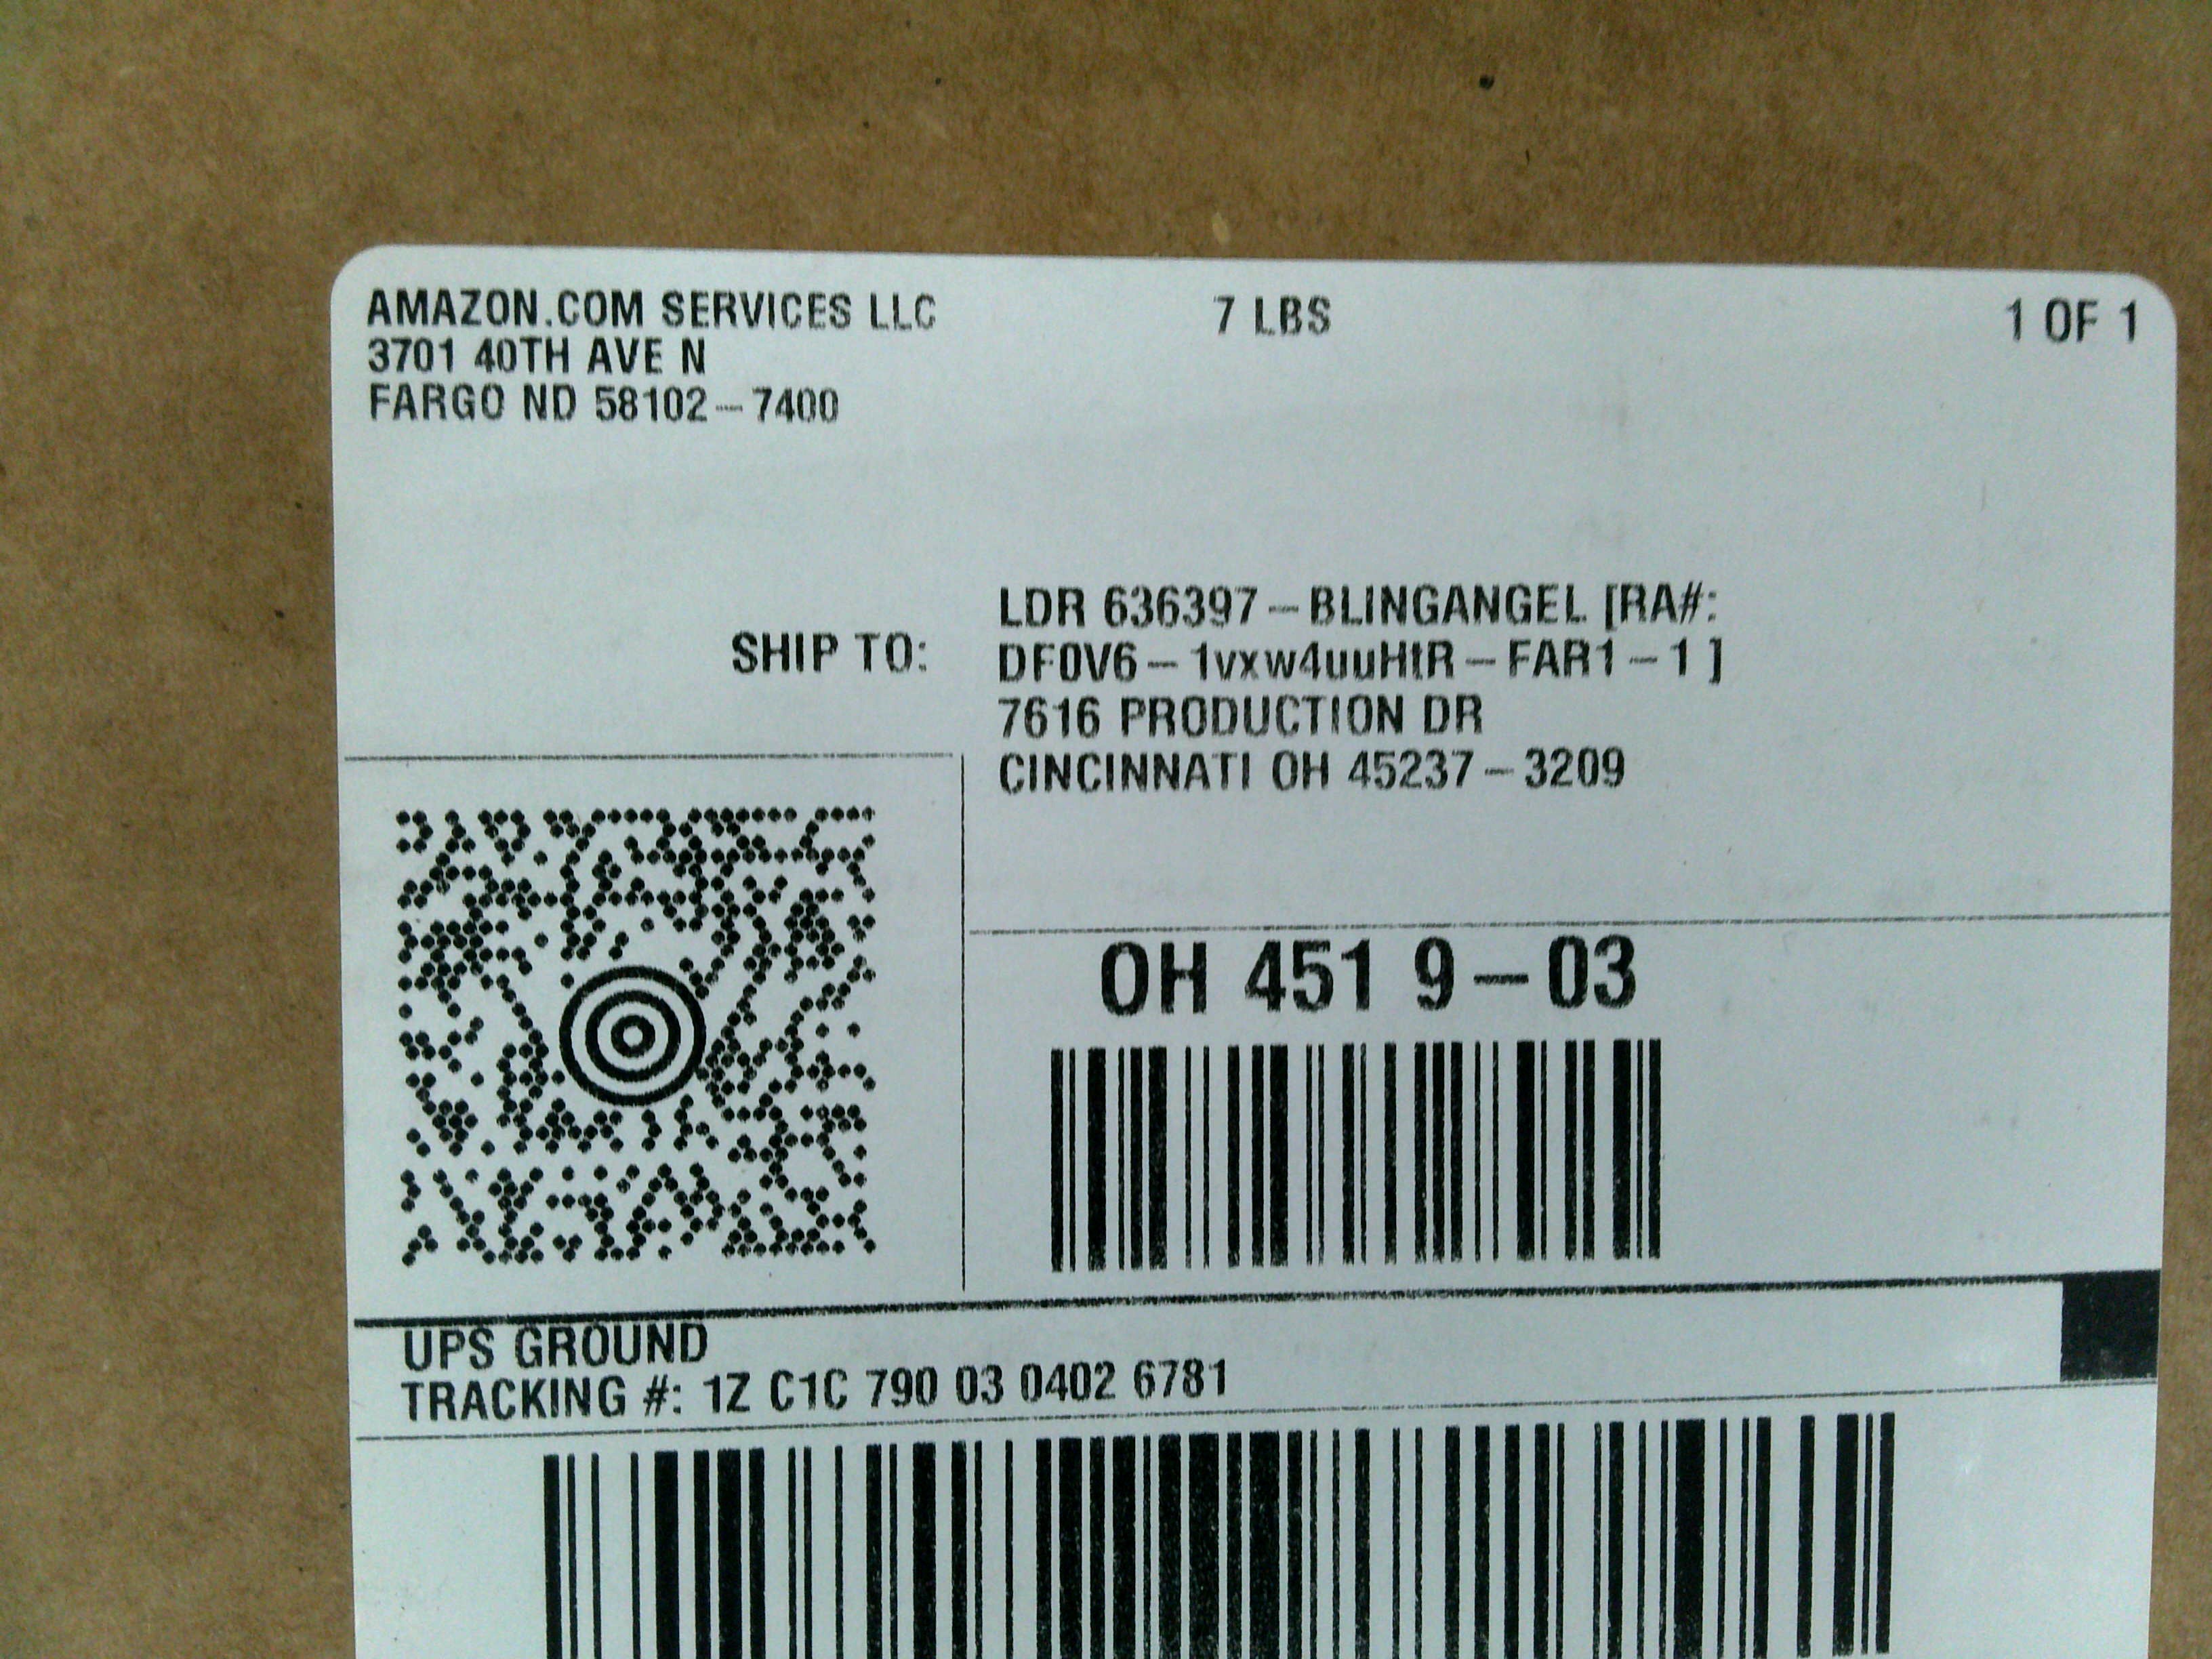 AMAZON.COM SERVICES LLC 7 LBS 1 OF 1
3701 40TH AVE N
FARGO ND 58102-7400
SHIP TO:
LDR 636397-BLINGANGEL [RA#:
DF0V6-1vxw4uuHtR-FAR1-1 ]
7616 PRODUCTION DR
CINCINNATI OH 45237-3209
OH 451 9-03
UPS GROUND
TRACKING #: 1Z C1C 790 03 0402 6781